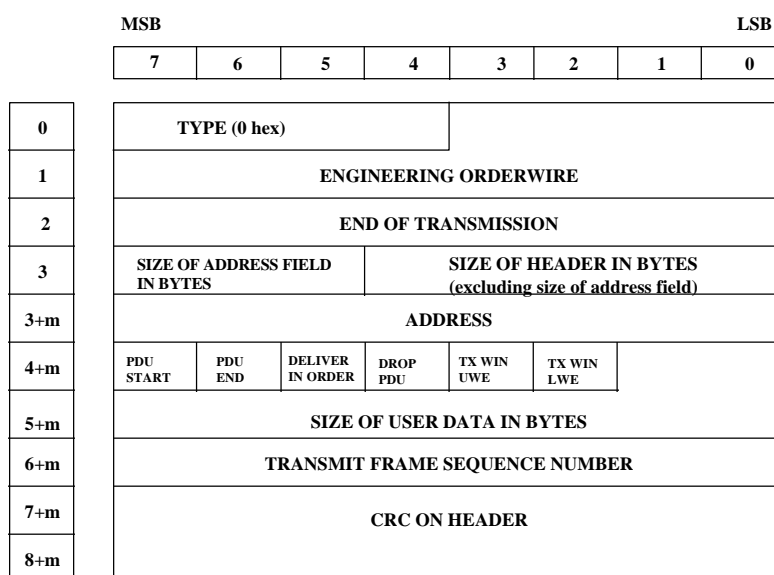 MSB LSB
7 6 5 4 3 2 1 0
0 TYPE (0 hex)
1 ENGINEERING ORDERWIRE
2 END OF TRANSMISSION
3 SIZE OF ADDRESS FIELD IN BYTES SIZE OF HEADER IN BYTES (excluding size of address field)
3+m ADDRESS
4+m PDU START PDU END DELIVER IN ORDER DROP PDU TX WIN UWE TX WIN LWE
5+m SIZE OF USER DATA IN BYTES
6+m TRANSMIT FRAME SEQUENCE NUMBER
7+m CRC ON HEADER
8+m